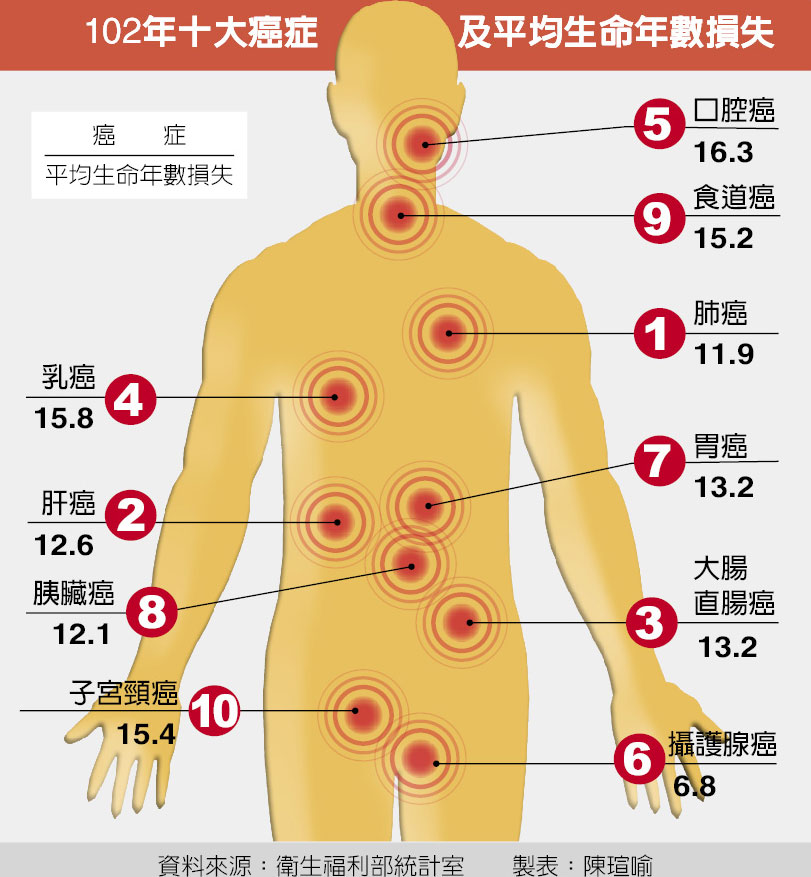 102年十大癌症 及平均生命年數損失
癌 症
平均生命年數損失
5
口腔癌
16.3
9
食道癌
15.2
1
肺癌
11.9
乳癌
4
15.8
7
胃癌
13.2
肝癌
2
12.6
胰臟癌
8
12.1
大腸
直腸癌
3
13.2
子宮頸癌
10
15.4
6
攝護腺癌
6.8
資料來源：衛生福利部統計室 製表：陳瑄喻